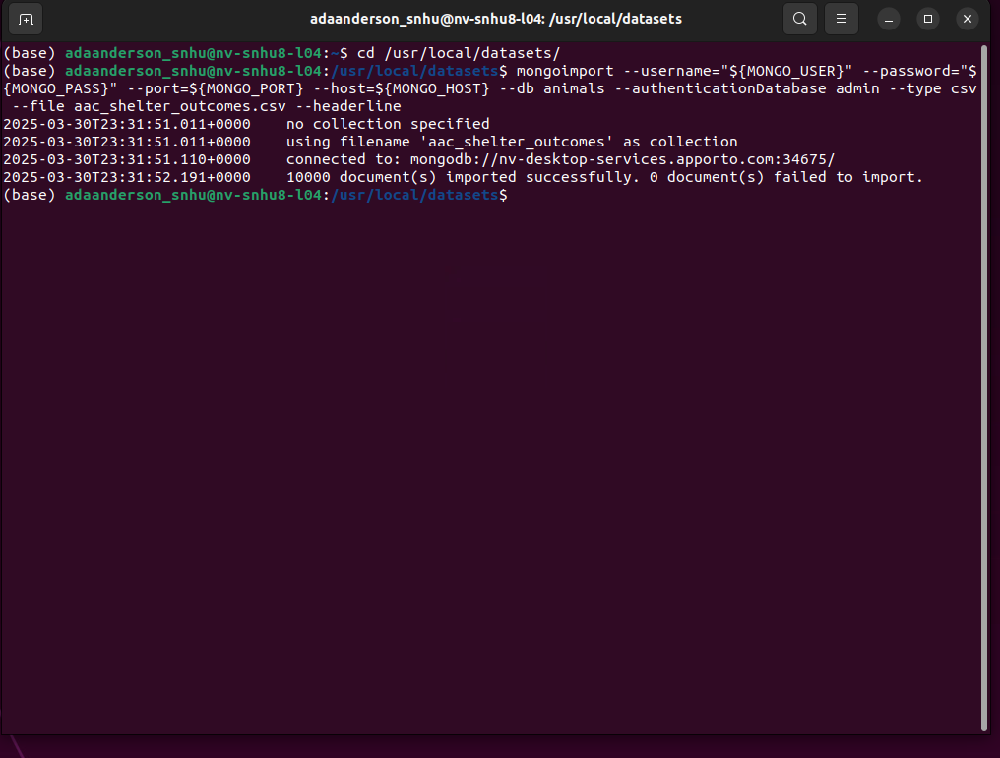 adaanderson_snhu@nv-snhu8-l04: /usr/local/datasets
(base) adaanderson_snhu@nv-snhu8-l04:~$ cd /usr/local/datasets/
(base) adaanderson_snhu@nv-snhu8-l04:/usr/local/datasets$ mongoimport --username="${MONGO_USER}" --password="$
{MONGO_PASS}" --port=${MONGO_PORT} --host=${MONGO_HOST} --db animals --authenticationDatabase admin --type csv
 --file aac_shelter_outcomes.csv --headerline
2025-03-30T23:31:51.011+0000    no collection specified
2025-03-30T23:31:51.011+0000    using filename 'aac_shelter_outcomes' as collection
2025-03-30T23:31:51.110+0000    connected to: mongodb://nv-desktop-services.apporto.com:34675/
2025-03-30T23:31:52.191+0000    10000 document(s) imported successfully. 0 document(s) failed to import.
(base) adaanderson_snhu@nv-snhu8-l04:/usr/local/datasets$